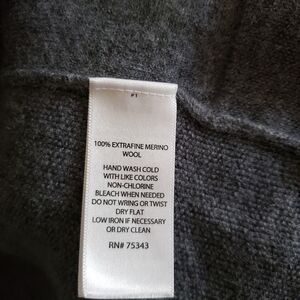 #1
100% EXTRAFINE MERINO
WOOL
HAND WASH COLD
WITH LIKE COLORS
NON-CHLORINE
BLEACH WHEN NEEDED
DO NOT WRING OR TWIST
DRY FLAT
LOW IRON IF NECESSARY
OR DRY CLEAN
RN# 75343